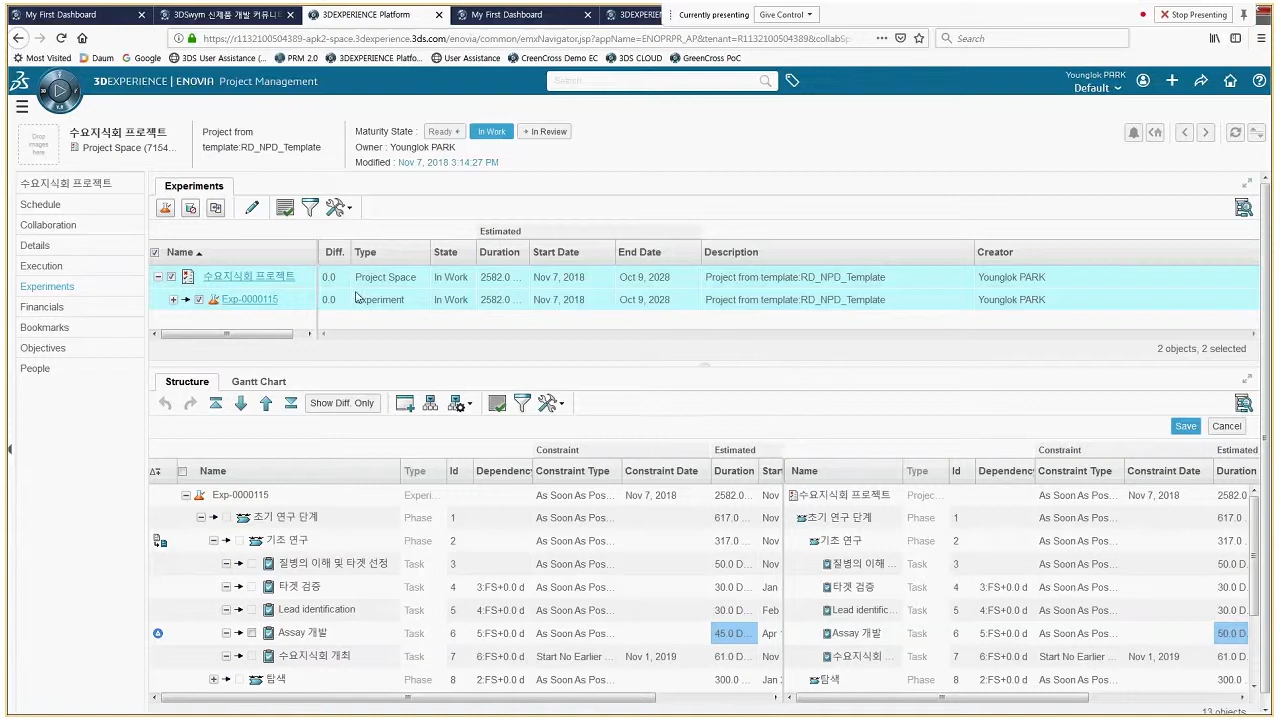 My First Dashboard
3DSwym 신제품 개발 커뮤니티
3DEXPERIENCE Platform
My First Dashboard
3DEXPERIEN
Currently presenting
Give Control
Stop Presenting
https://r1132100504389-apk2-space.3dexperience.3ds.com/enovia/common/emxNavigator.jsp?appName=ENOPRPR_AP&tenant=R1132100504389&collabSp
Search
Most Visited
Daum
Google
3DS User Assistance (...
PRM 2.0
3DEXPERIENCE Platfo...
User Assistance
GreenCross Demo EC
3DS CLOUD
GreenCross PoC
3DEXPERIENCE | ENOVIA Project Management
Search
Younglok PARK
Default
Drop
images
here
수요지식회 프로젝트
Project Space (7154...
Project from
template:RD_NPD_Template
Maturity State :
Ready
In Work
In Review
Owner : Younglok PARK
Modified : Nov 7, 2018 3:14:27 PM
수요지식회 프로젝트
Schedule
Collaboration
Details
Execution
Experiments
Financials
Bookmarks
Objectives
People
Experiments
Estimated
Name Diff. Type State Duration Start Date End Date Description Creator
수요지식회 프로젝트 0.0 Project Space In Work 2582.0 ... Nov 7, 2018 Oct 9, 2028 Project from template:RD_NPD_Template Younglok PARK
Exp-0000115 0.0 Experiment In Work 2582.0 ... Nov 7, 2018 Oct 9, 2028 Project from template:RD_NPD_Template Younglok PARK
2 objects, 2 selected
Structure
Gantt Chart
Show Diff. Only
Save
Cancel
Constraint Estimated Constraint Estimated
Name Type Id Dependenc Constraint Type Constraint Date Duration Star Name Type Id Dependenc Constraint Type Constraint Date Duration
Exp-0000115 Experi... As Soon As Pos... Nov 7, 2018 2582.0 ... Nov 수요지식회 프로젝트 Projec... As Soon As Pos... Nov 7, 2018 2582.0
초기 연구 단계 Phase 1 As Soon As Pos... 617.0 ... Nov 초기 연구 단계 Phase 1 As Soon As Pos... 617.0
기초 연구 Phase 2 As Soon As Pos... 317.0 ... Nov 기초 연구 Phase 2 As Soon As Pos... 317.0
질병의 이해 및 타겟 선정 Task 3 As Soon As Pos... 50.0 D... Nov 질병의 이해 ... Task 3 As Soon As Pos... 50.0 D
타겟 검증 Task 4 3:FS+0.0 d As Soon As Pos... 30.0 D... Jan 타겟 검증 Task 4 3:FS+0.0 d As Soon As Pos... 30.0 D
Lead identification Task 5 4:FS+0.0 d As Soon As Pos... 30.0 D... Feb Lead identific... Task 5 4:FS+0.0 d As Soon As Pos... 30.0 D
Assay 개발 Task 6 5:FS+0.0 d As Soon As Pos... 45.0 D... Apr Assay 개발 Task 6 5:FS+0.0 d As Soon As Pos... 50.0 D
수요지식회 개최 Task 7 6:FS+0.0 d Start No Earlier ... Nov 1, 2019 61.0 D... Nov 수요지식회 ... Task 7 6:FS+0.0 d Start No Earlier ... Nov 1, 2019 61.0 D
탐색 Phase 8 2:FS+0.0 d As Soon As Pos... 300.0 ... Jan 탐색 Phase 8 2:FS+0.0 d As Soon As Pos... 300.0
13 objects